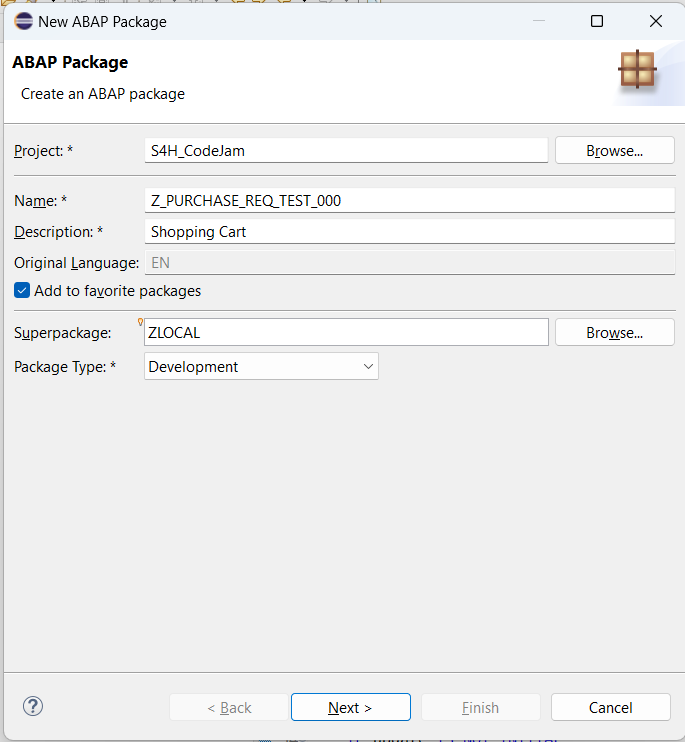 New ABAP Package
ABAP Package
Create an ABAP package
Project: * S4H_CodeJam Browse...
Name: * Z_PURCHASE_REQ_TEST_000
Description: * Shopping Cart
Original Language: EN
Add to favorite packages
Superpackage: ZLOCAL Browse...
Package Type: * Development
? < Back Next > Finish Cancel